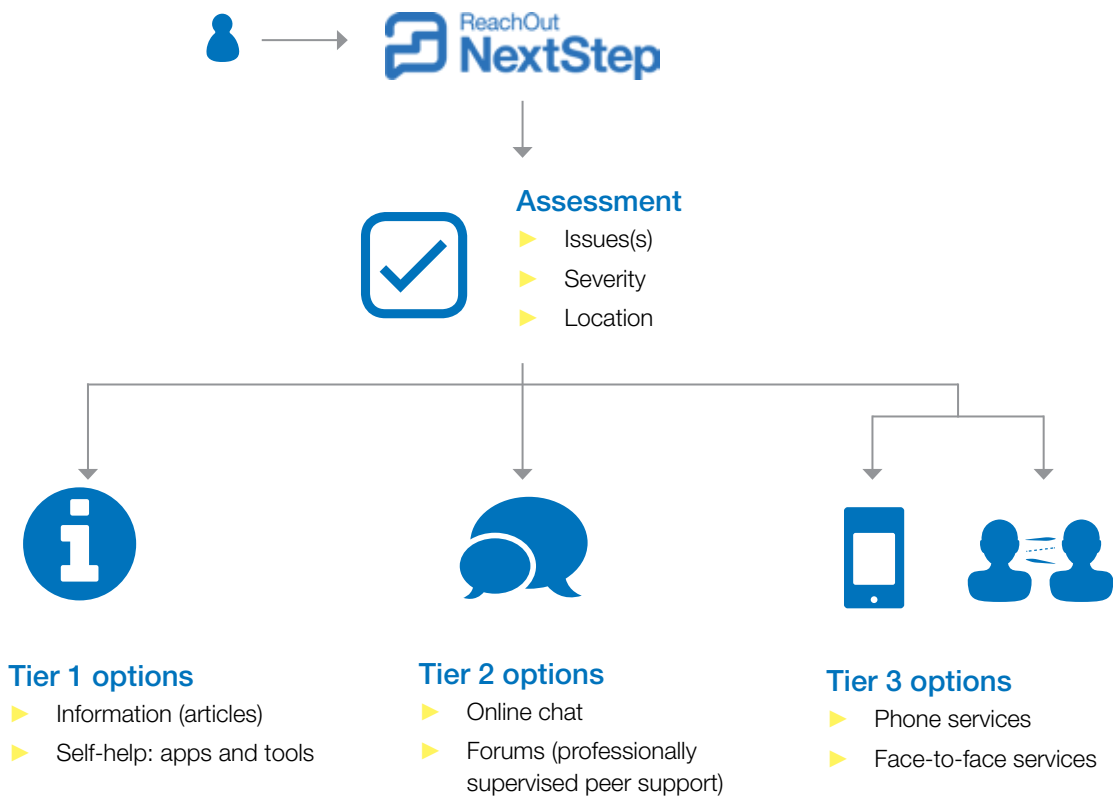 ReachOut
NextStep
Assessment
Issues(s)
Severity
Location
Tier 1 options
Information (articles)
Self-help: apps and tools
Tier 2 options
Online chat
Forums (professionally
supervised peer support)
Tier 3 options
Phone services
Face-to-face services